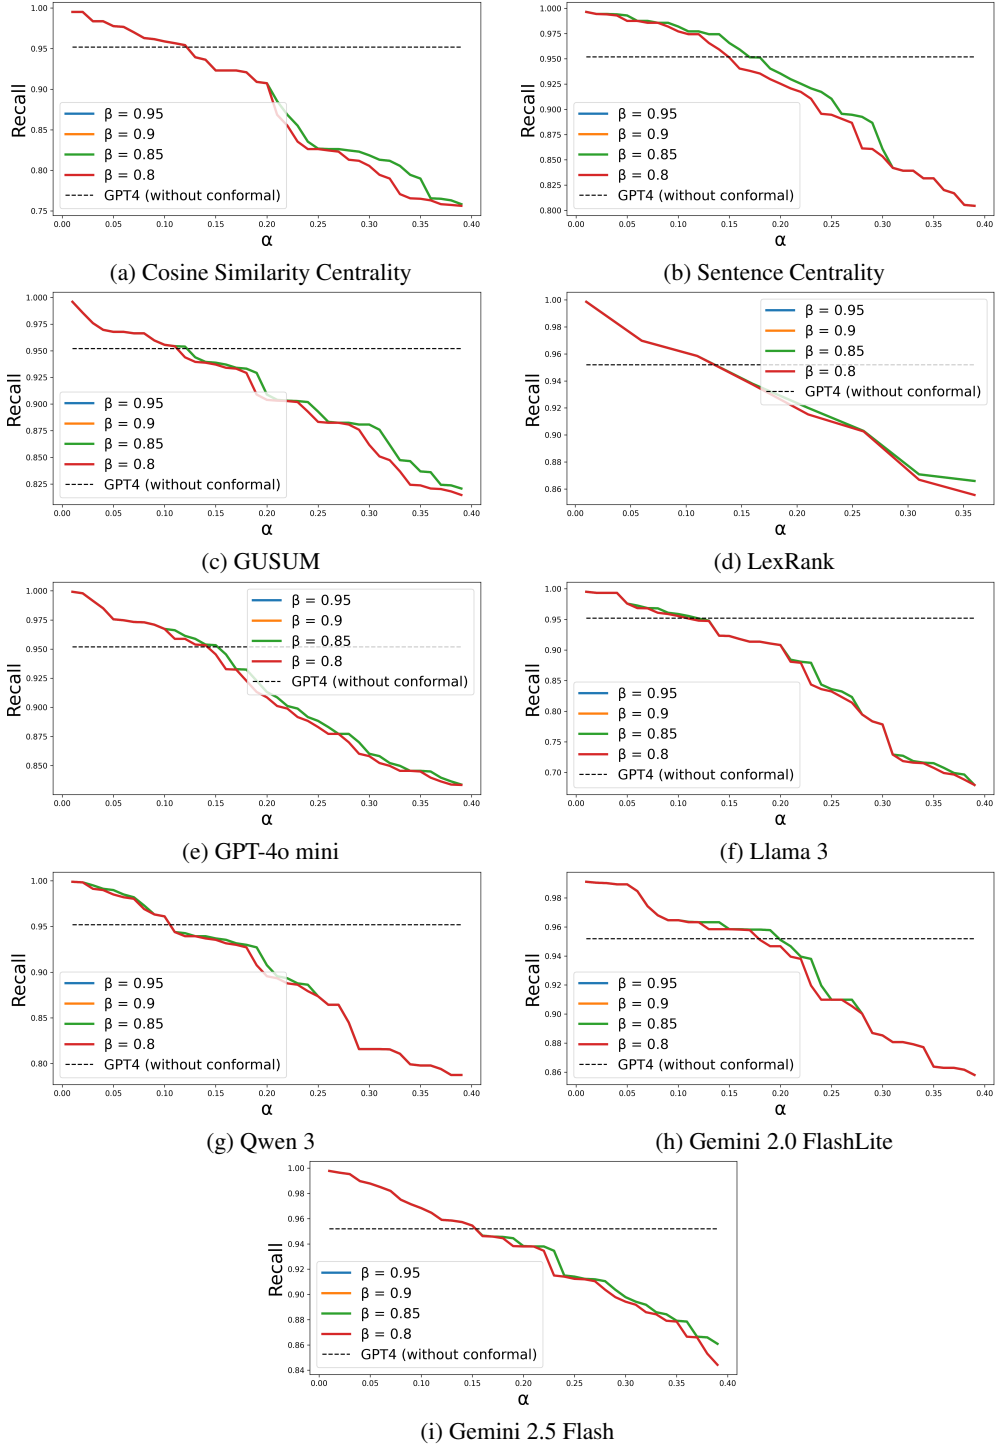 1.00
0.95
0.90
0.85
0.80
0.75
Recall
β = 0.95
β = 0.9
β = 0.85
β = 0.8
GPT4 (without conformal)
0.00 0.05 0.10 0.15 0.20 0.25 0.30 0.35 0.40
α
(a) Cosine Similarity Centrality
1.000
0.975
0.950
0.925
0.900
0.875
0.850
0.825
0.800
Recall
β = 0.95
β = 0.9
β = 0.85
β = 0.8
GPT4 (without conformal)
0.00 0.05 0.10 0.15 0.20 0.25 0.30 0.35 0.40
α
(b) Sentence Centrality
1.000
0.975
0.950
0.925
0.900
0.875
0.850
0.825
Recall
β = 0.95
β = 0.9
β = 0.85
β = 0.8
GPT4 (without conformal)
0.00 0.05 0.10 0.15 0.20 0.25 0.30 0.35 0.40
α
(c) GUSUM
1.00
0.98
0.96
0.94
0.92
0.90
0.88
0.86
Recall
β = 0.95
β = 0.9
β = 0.85
β = 0.8
GPT4 (without conformal)
0.00 0.05 0.10 0.15 0.20 0.25 0.30 0.35
α
(d) LexRank
1.000
0.975
0.950
0.925
0.900
0.875
0.850
Recall
β = 0.95
β = 0.9
β = 0.85
β = 0.8
GPT4 (without conformal)
0.00 0.05 0.10 0.15 0.20 0.25 0.30 0.35 0.40
α
(e) GPT-4o mini
1.00
0.95
0.90
0.85
0.80
0.75
0.70
Recall
β = 0.95
β = 0.9
β = 0.85
β = 0.8
GPT4 (without conformal)
0.00 0.05 0.10 0.15 0.20 0.25 0.30 0.35 0.40
α
(f) Llama 3
1.00
0.95
0.90
0.85
0.80
Recall
β = 0.95
β = 0.9
β = 0.85
β = 0.8
GPT4 (without conformal)
0.00 0.05 0.10 0.15 0.20 0.25 0.30 0.35 0.40
α
(g) Qwen 3
0.98
0.96
0.94
0.92
0.90
0.88
0.86
Recall
β = 0.95
β = 0.9
β = 0.85
β = 0.8
GPT4 (without conformal)
0.00 0.05 0.10 0.15 0.20 0.25 0.30 0.35 0.40
α
(h) Gemini 2.0 FlashLite
1.00
0.98
0.96
0.94
0.92
0.90
0.88
0.86
0.84
Recall
β = 0.95
β = 0.9
β = 0.85
β = 0.8
GPT4 (without conformal)
0.00 0.05 0.10 0.15 0.20 0.25 0.30 0.35 0.40
α
(i) Gemini 2.5 Flash